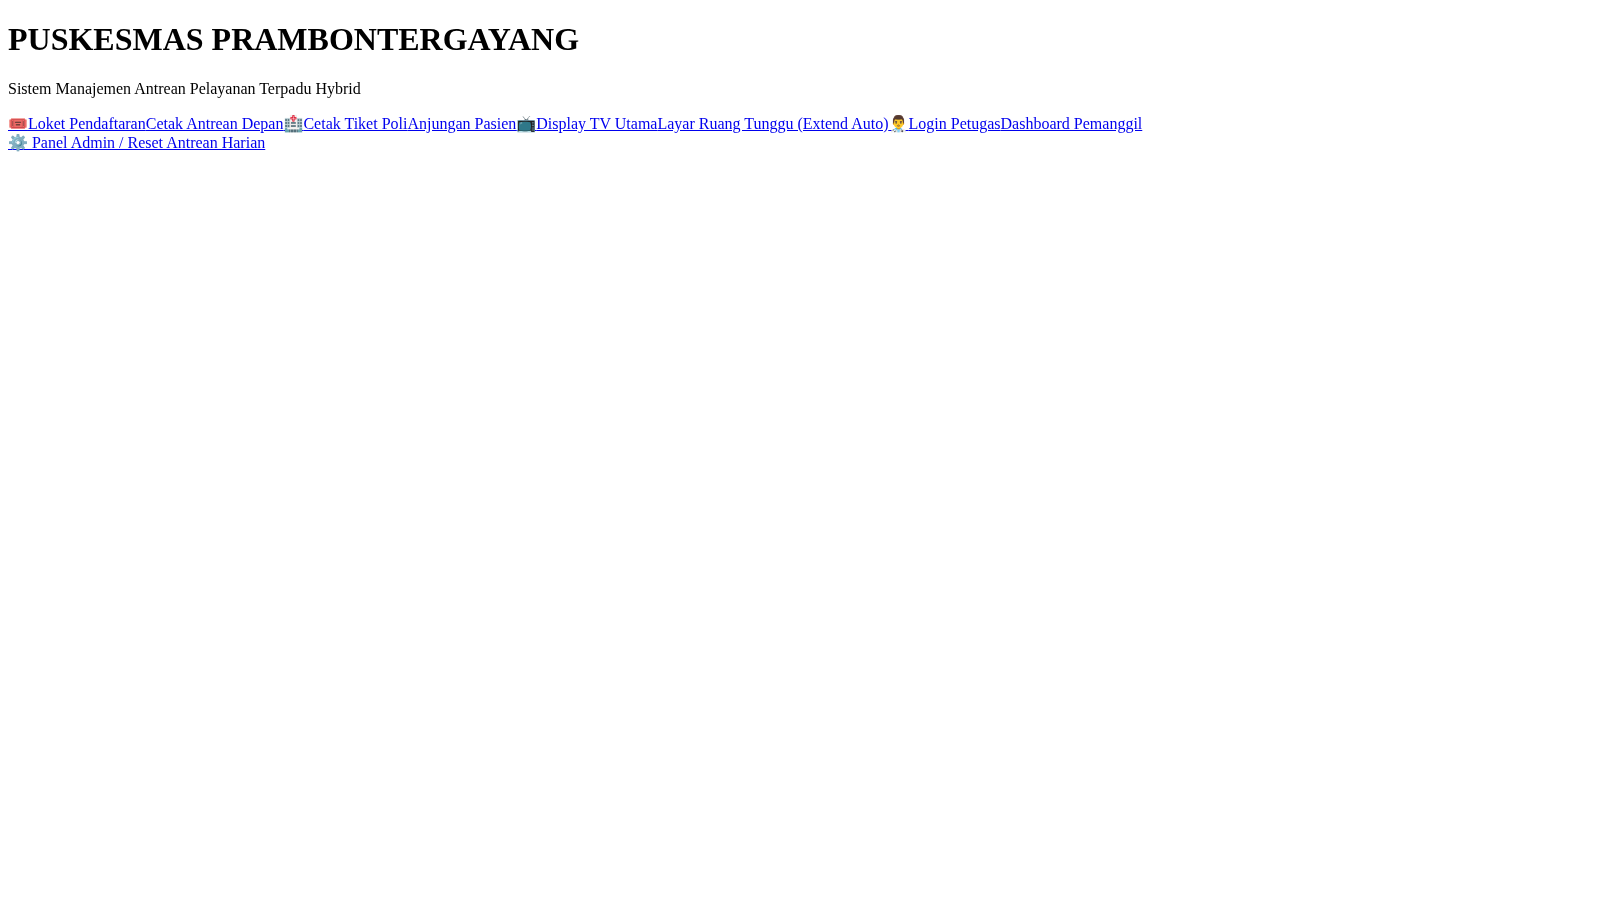 PUSKESMAS PRAMBONTERGAYANG
Sistem Manajemen Antrean Pelayanan Terpadu Hybrid
🎟️Loket PendaftaranCetak Antrean Depan🏥Cetak Tiket PoliAnjungan Pasien📺Display TV UtamaLayar Ruang Tunggu (Extend Auto)👨‍⚕️Login PetugasDashboard Pemanggil
⚙️ Panel Admin / Reset Antrean Harian